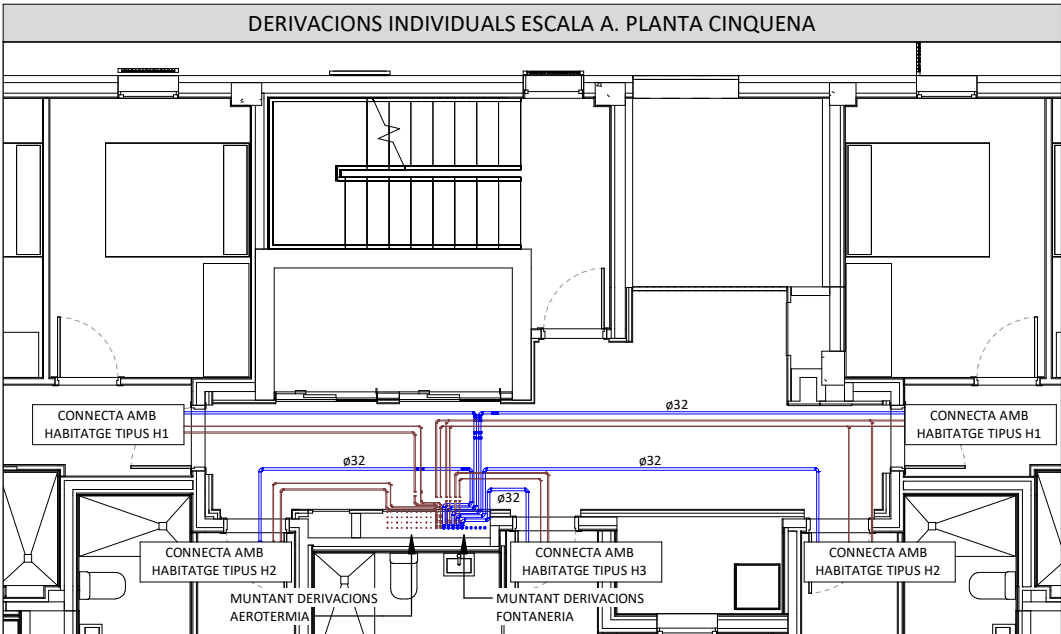 DERIVACIONS INDIVIDUALS ESCALA A. PLANTA CINQUENA
ø32
CONNECTA AMB
HABITATGE TIPUS H1
CONNECTA AMB
HABITATGE TIPUS H1
ø32
ø32
ø32
CONNECTA AMB
HABITATGE TIPUS H2
CONNECTA AMB
HABITATGE TIPUS H3
CONNECTA AMB
HABITATGE TIPUS H2
MUNTANT DERIVACIONS
AEROTERMIA
MUNTANT DERIVACIONS
FONTANERIA